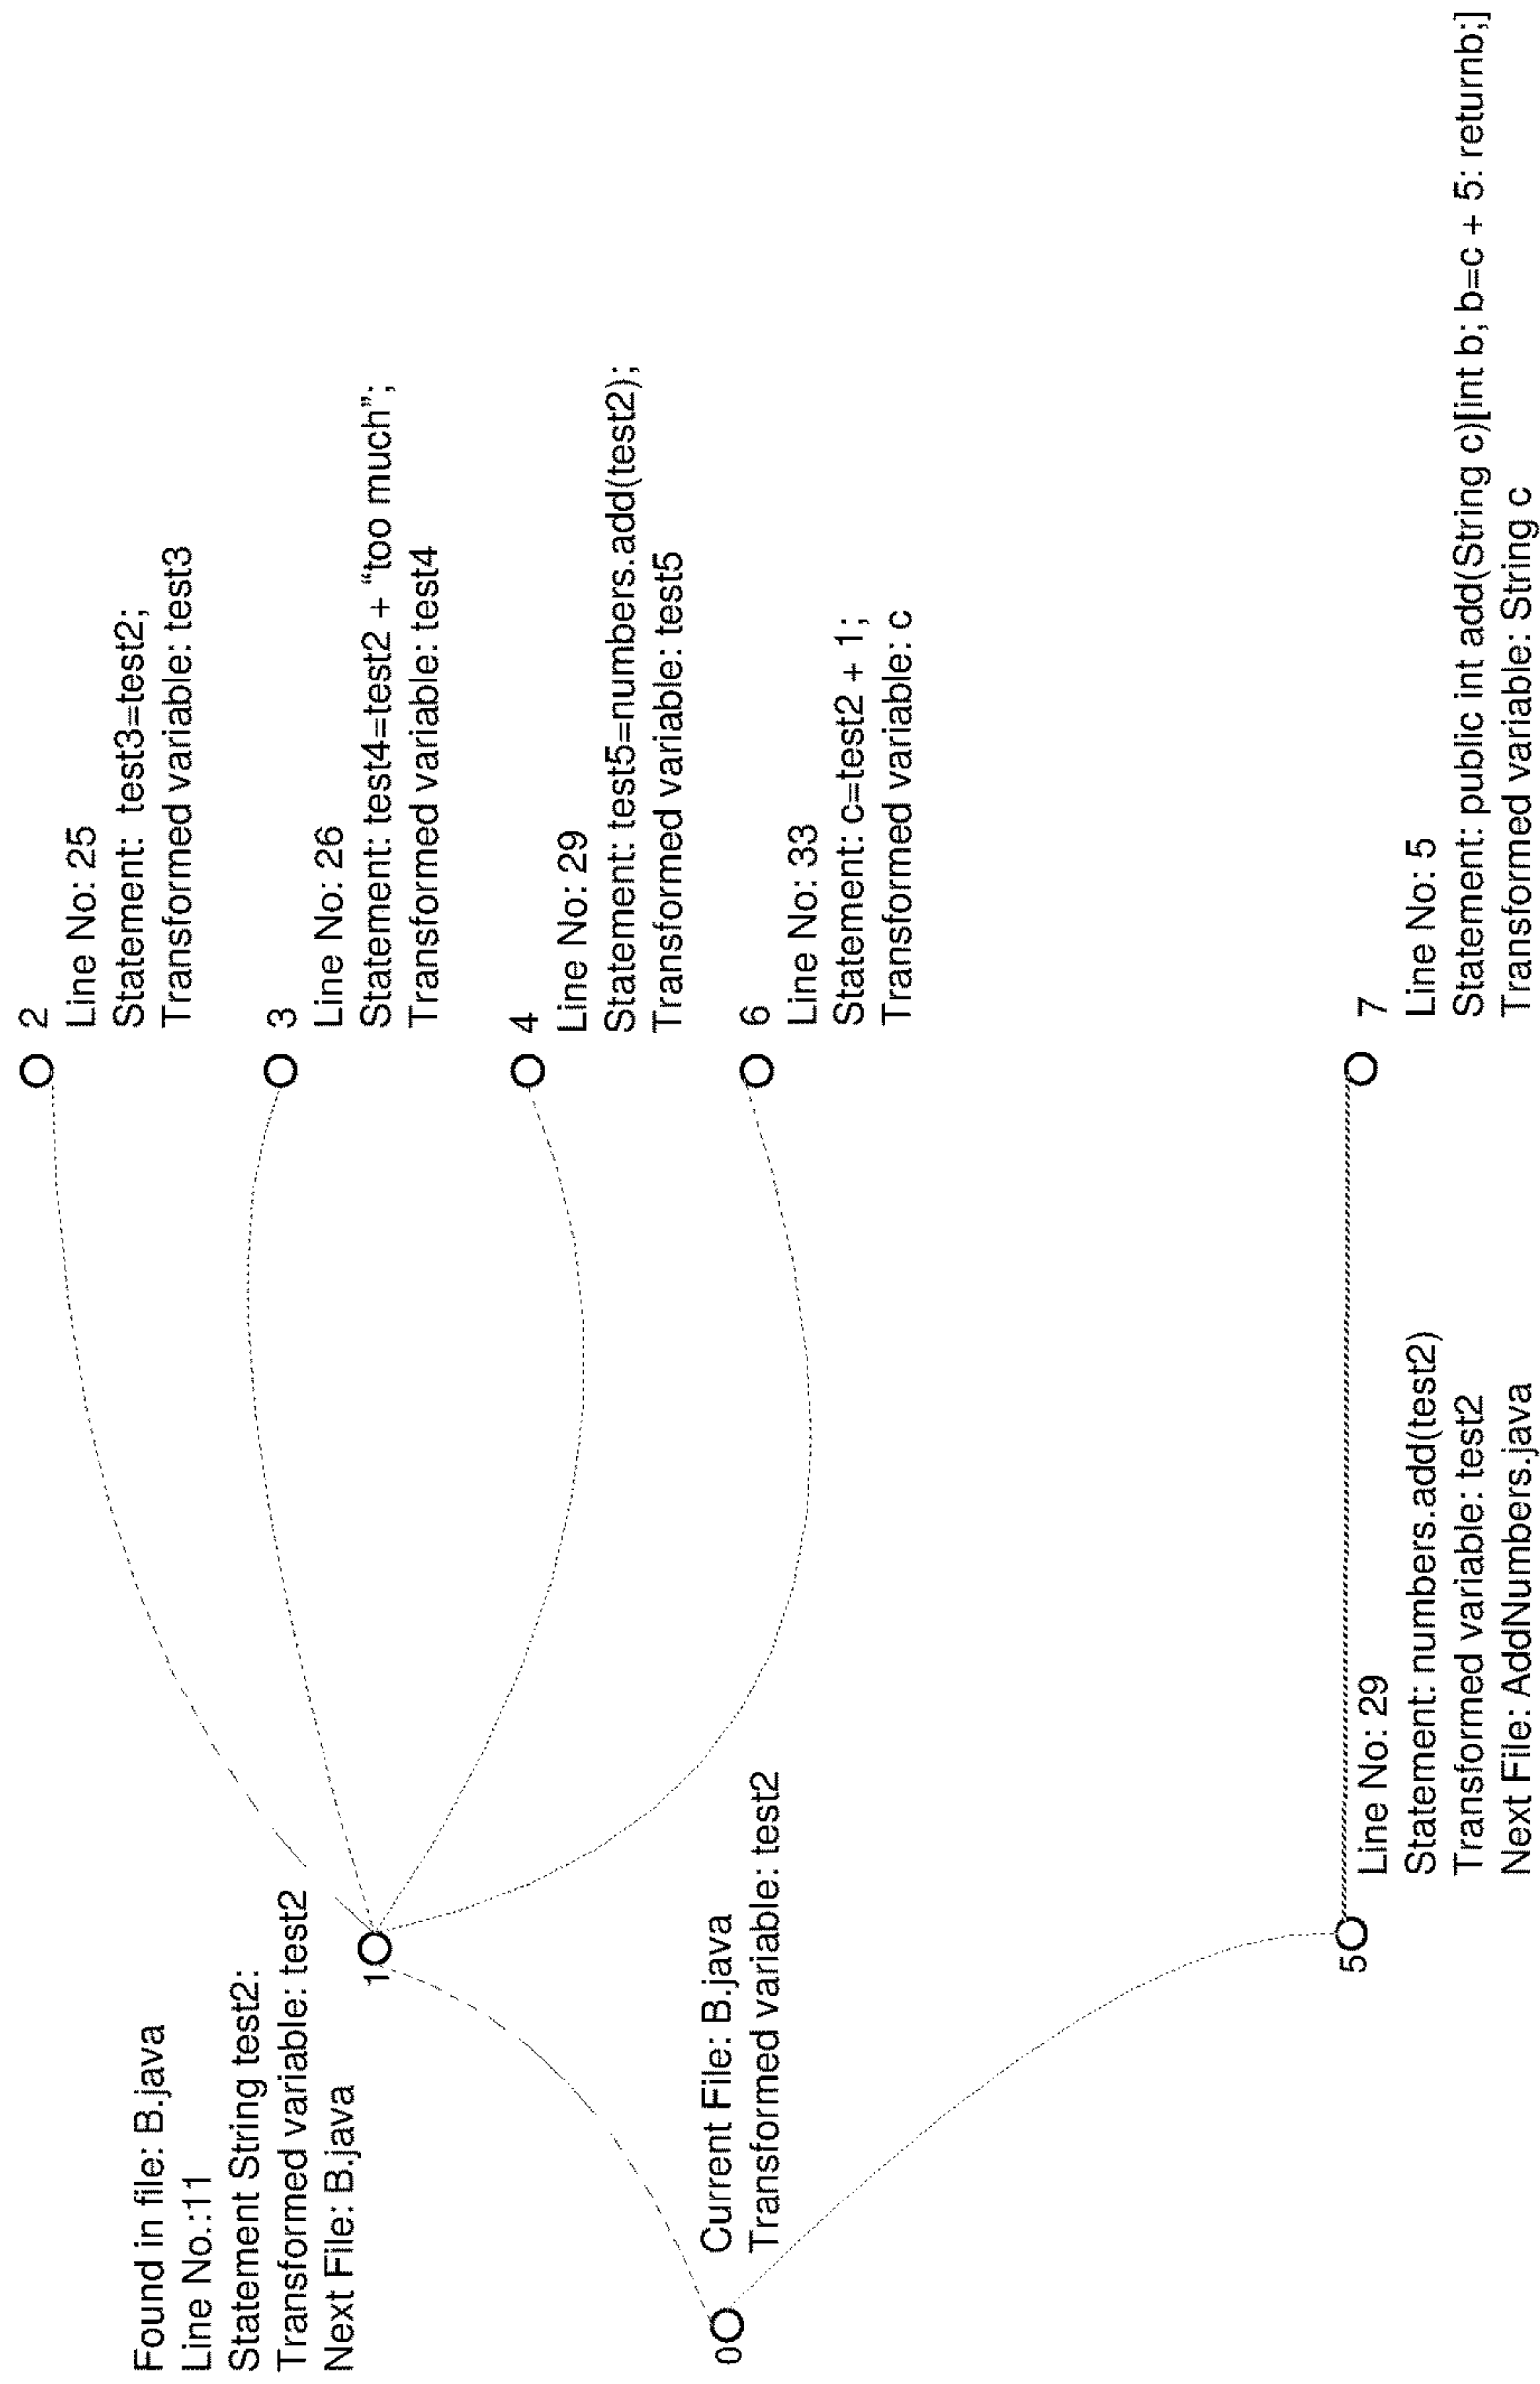 Found in file: B.java
Line No.:11
Statement String test2:
Transformed variable: test2
Next File: B.java
1
0
Current File: B.java
Transformed variable: test2
5
Line No: 29
Statement: numbers.add(test2)
Transformed variable: test2
Next File: AddNumbers.java
2
Line No: 25
Statement: test3=test2;
Transformed variable: test3
3
Line No: 26
Statement: test4=test2 + “too much”;
Transformed variable: test4
4
Line No: 29
Statement: test5=numbers.add(test2);
Transformed variable: test5
6
Line No: 33
Statement: c=test2 + 1;
Transformed variable: c
7
Line No: 5
Statement: public int add(String c)[int b; b=c + 5: returnb;]
Transformed variable: String c